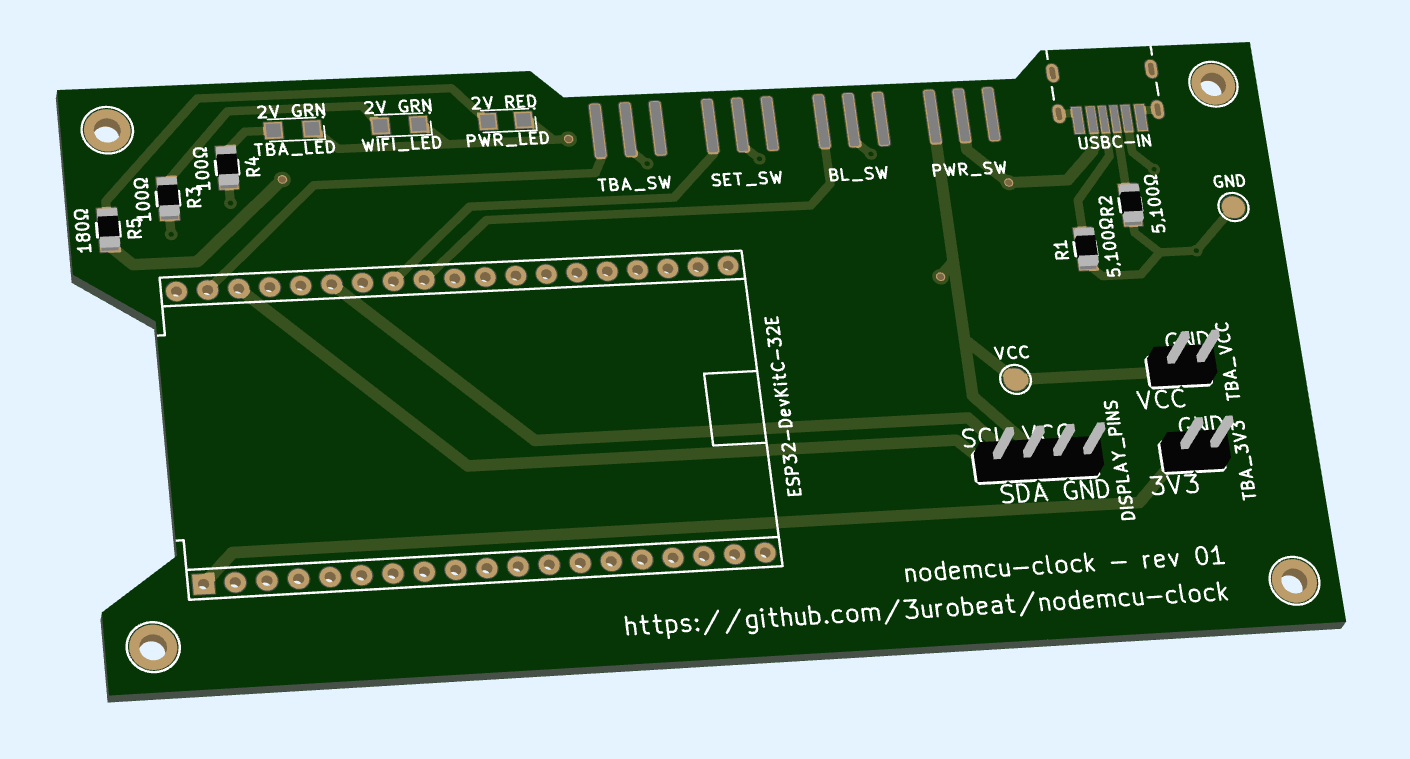 2V GRN
2V GRN
2V RED
TBA_LED
WIFI_LED
PWR_LED
TBA_SW
SET_SW
BL_SW
PWR_SW
USBC-IN
100Ω
R4
100Ω
R3
180Ω
R5
R2
5,100Ω
R1
5,100Ω
GND
VCC
GND
VCC
TBA_VCC
ESP32-DevKitC-32E
SCL VCC
SDA GND
DISPLAY_PINS
GND
3V3
TBA_3V3
nodemcu-clock - rev 01
https://github.com/3urobeat/nodemcu-clock